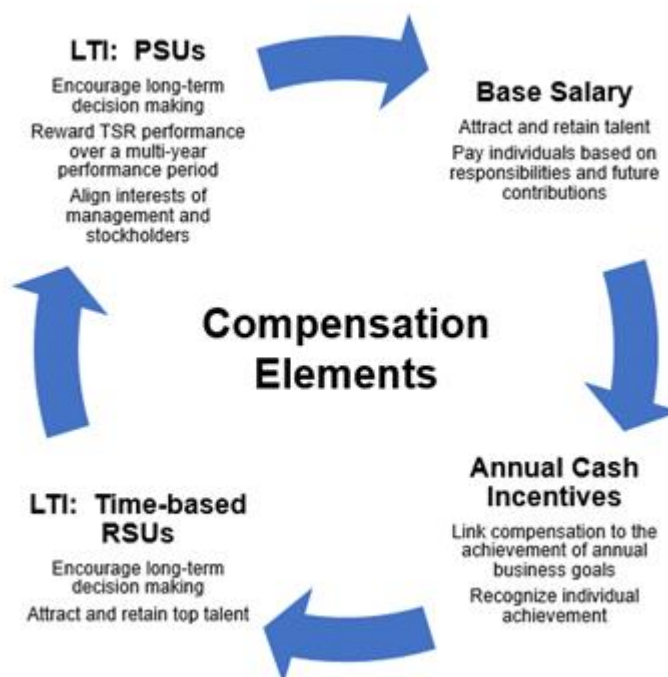 LTI: PSUs
Encourage long-term
decision making
Reward TSR performance
over a multi-year
performance period
Align interests of
management and
stockholders
Base Salary
Attract and retain talent
Pay individuals based on
responsibilities and future
contributions
Compensation
Elements
Annual Cash
Incentives
Link compensation to the
achievement of annual
business goals
Recognize individual
achievement
LTI: Time-based
RSUs
Encourage long-term
decision making
Attract and retain top talent